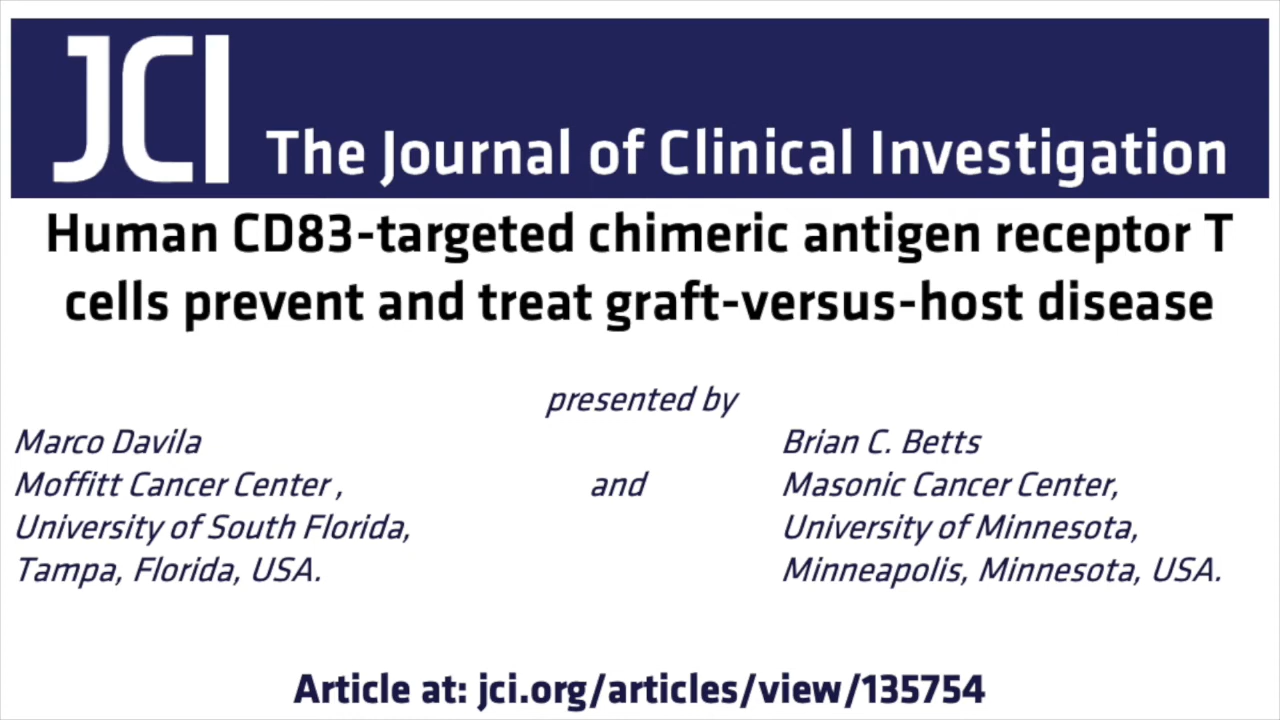 JCI The Journal of Clinical Investigation
Human CD83-targeted chimeric antigen receptor T
cells prevent and treat graft-versus-host disease
presented by
Marco Davila
Moffitt Cancer Center ,
University of South Florida,
Tampa, Florida, USA.
and
Brian C. Betts
Masonic Cancer Center,
University of Minnesota,
Minneapolis, Minnesota, USA.
Article at: jci.org/articles/view/135754